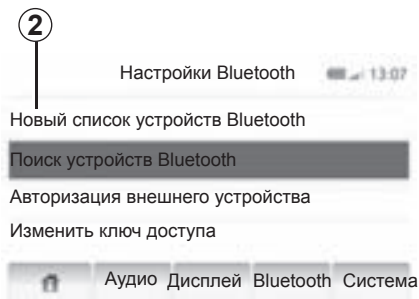 2
Настройки Bluetooth 13:07
Новый список устройств Bluetooth
Поиск устройств Bluetooth
Авторизация внешнего устройства
Изменить ключ доступа
Аудио Дисплей Bluetooth Система